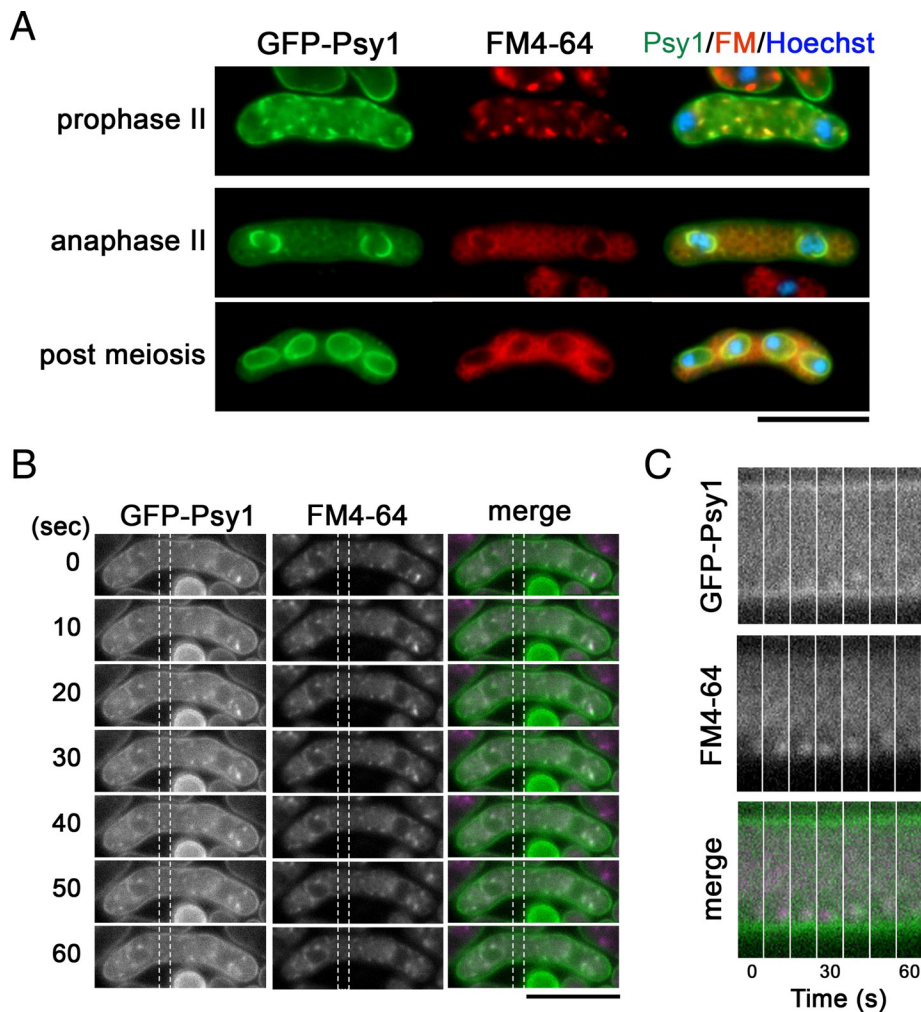 A
GFP-Psy1 FM4-64 Psy1/FM/Hoechst
prophase II
anaphase II
post meiosis
B
(sec) GFP-Psy1 FM4-64 merge
0
10
20
30
40
50
60
C
GFP-Psy1
FM4-64
merge
0 30 60
Time (s)